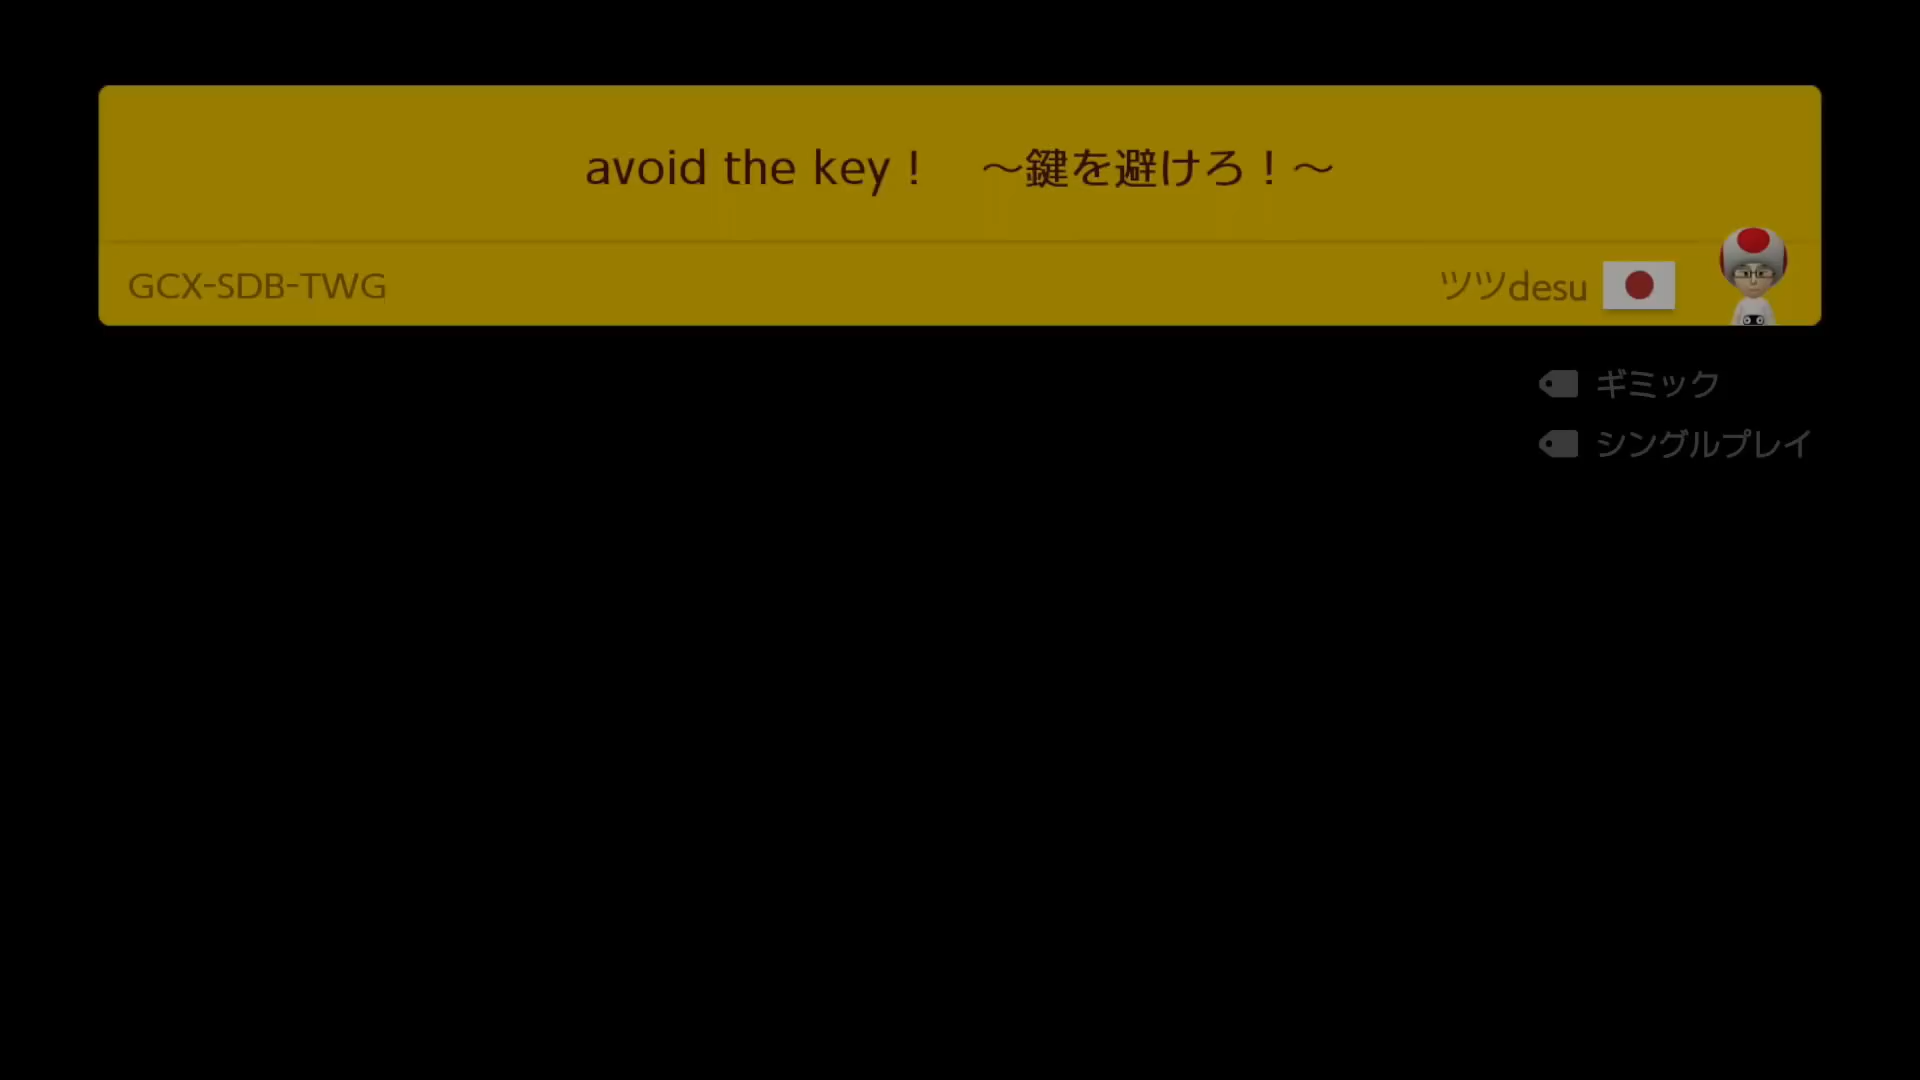 avoid the key！　～鍵を避けろ！～
GCX-SDB-TWG
ツツdesu
ギミック
シングルプレイ